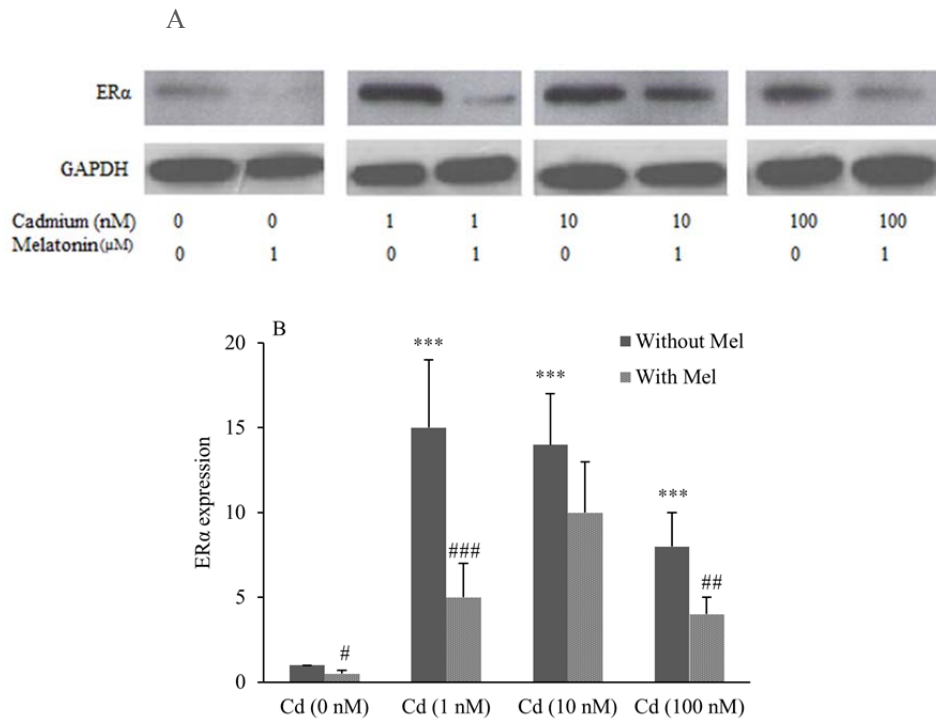 A
ERα
GAPDH
Cadmium (nM) 0 0 1 1 10 10 100 100
Melatonin(μM) 0 1 0 1 0 1 0 1
B
Without Mel
With Mel
ERα expression
20
15
10
5
0
***
***
***
#
###
##
Cd (0 nM) Cd (1 nM) Cd (10 nM) Cd (100 nM)